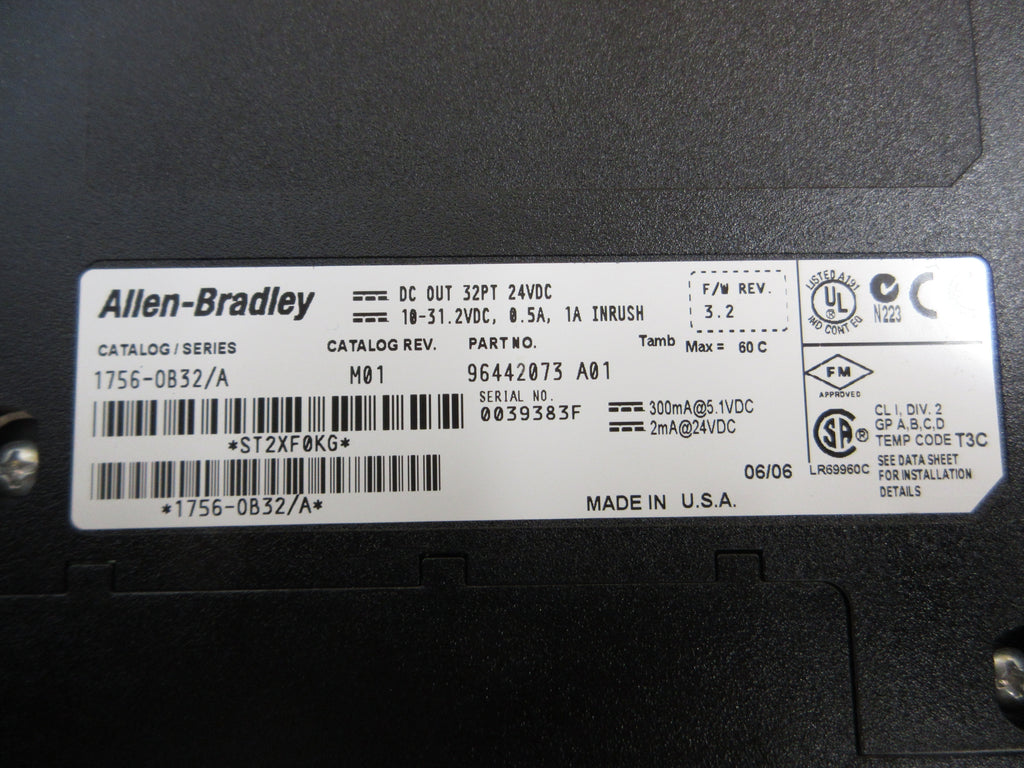 Allen-Bradley
DC OUT 32PT 24VDC
10-31.2VDC, 0.5A, 1A INRUSH
F/W REV.
3.2
CATALOG / SERIES
1756-OB32/A
CATALOG REV.
M01
PART NO.
96442073 A01
Tamb Max = 60 C
SERIAL NO.
0039383F
300mA@5.1VDC
2mA@24VDC
*ST2XF0KG*
*1756-OB32/A*
06/06
MADE IN U.S.A.
LISTED A191
UL ®
IND CONT EQ
N223
C
FM
APPROVED
SA ®
LR69960C
CL I, DIV. 2
GP A,B,C,D
TEMP CODE T3C
SEE DATA SHEET
FOR INSTALLATION
DETAILS